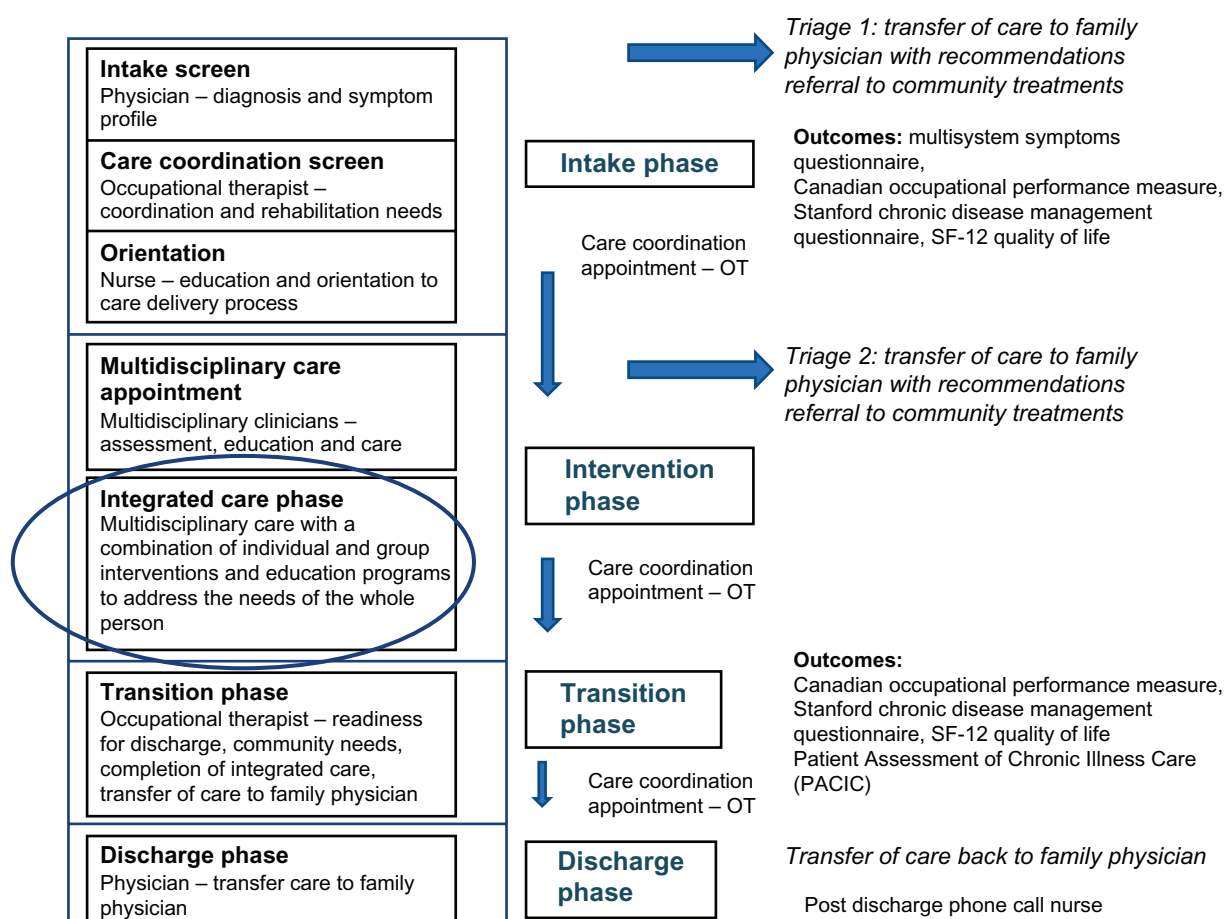 Intake screen
Physician – diagnosis and symptom
profile
Care coordination screen
Occupational therapist –
coordination and rehabilitation needs
Orientation
Nurse – education and orientation to
care delivery process
Multidisciplinary care
appointment
Multidisciplinary clinicians –
assessment, education and care
Integrated care phase
Multidisciplinary care with a
combination of individual and group
interventions and education programs
to address the needs of the whole
person
Transition phase
Occupational therapist – readiness
for discharge, community needs,
completion of integrated care,
transfer of care to family physician
Discharge phase
Physician – transfer care to family
physician
Intake phase
Care coordination
appointment – OT
Intervention
phase
Care coordination
appointment – OT
Transition
phase
Care coordination
appointment – OT
Discharge
phase
Triage 1: transfer of care to family
physician with recommendations
referral to community treatments
Outcomes: multisystem symptoms
questionnaire,
Canadian occupational performance measure,
Stanford chronic disease management
questionnaire, SF-12 quality of life
Triage 2: transfer of care to family
physician with recommendations
referral to community treatments
Outcomes:
Canadian occupational performance measure,
Stanford chronic disease management
questionnaire, SF-12 quality of life
Patient Assessment of Chronic Illness Care
(PACIC)
Transfer of care back to family physician
Post discharge phone call nurse